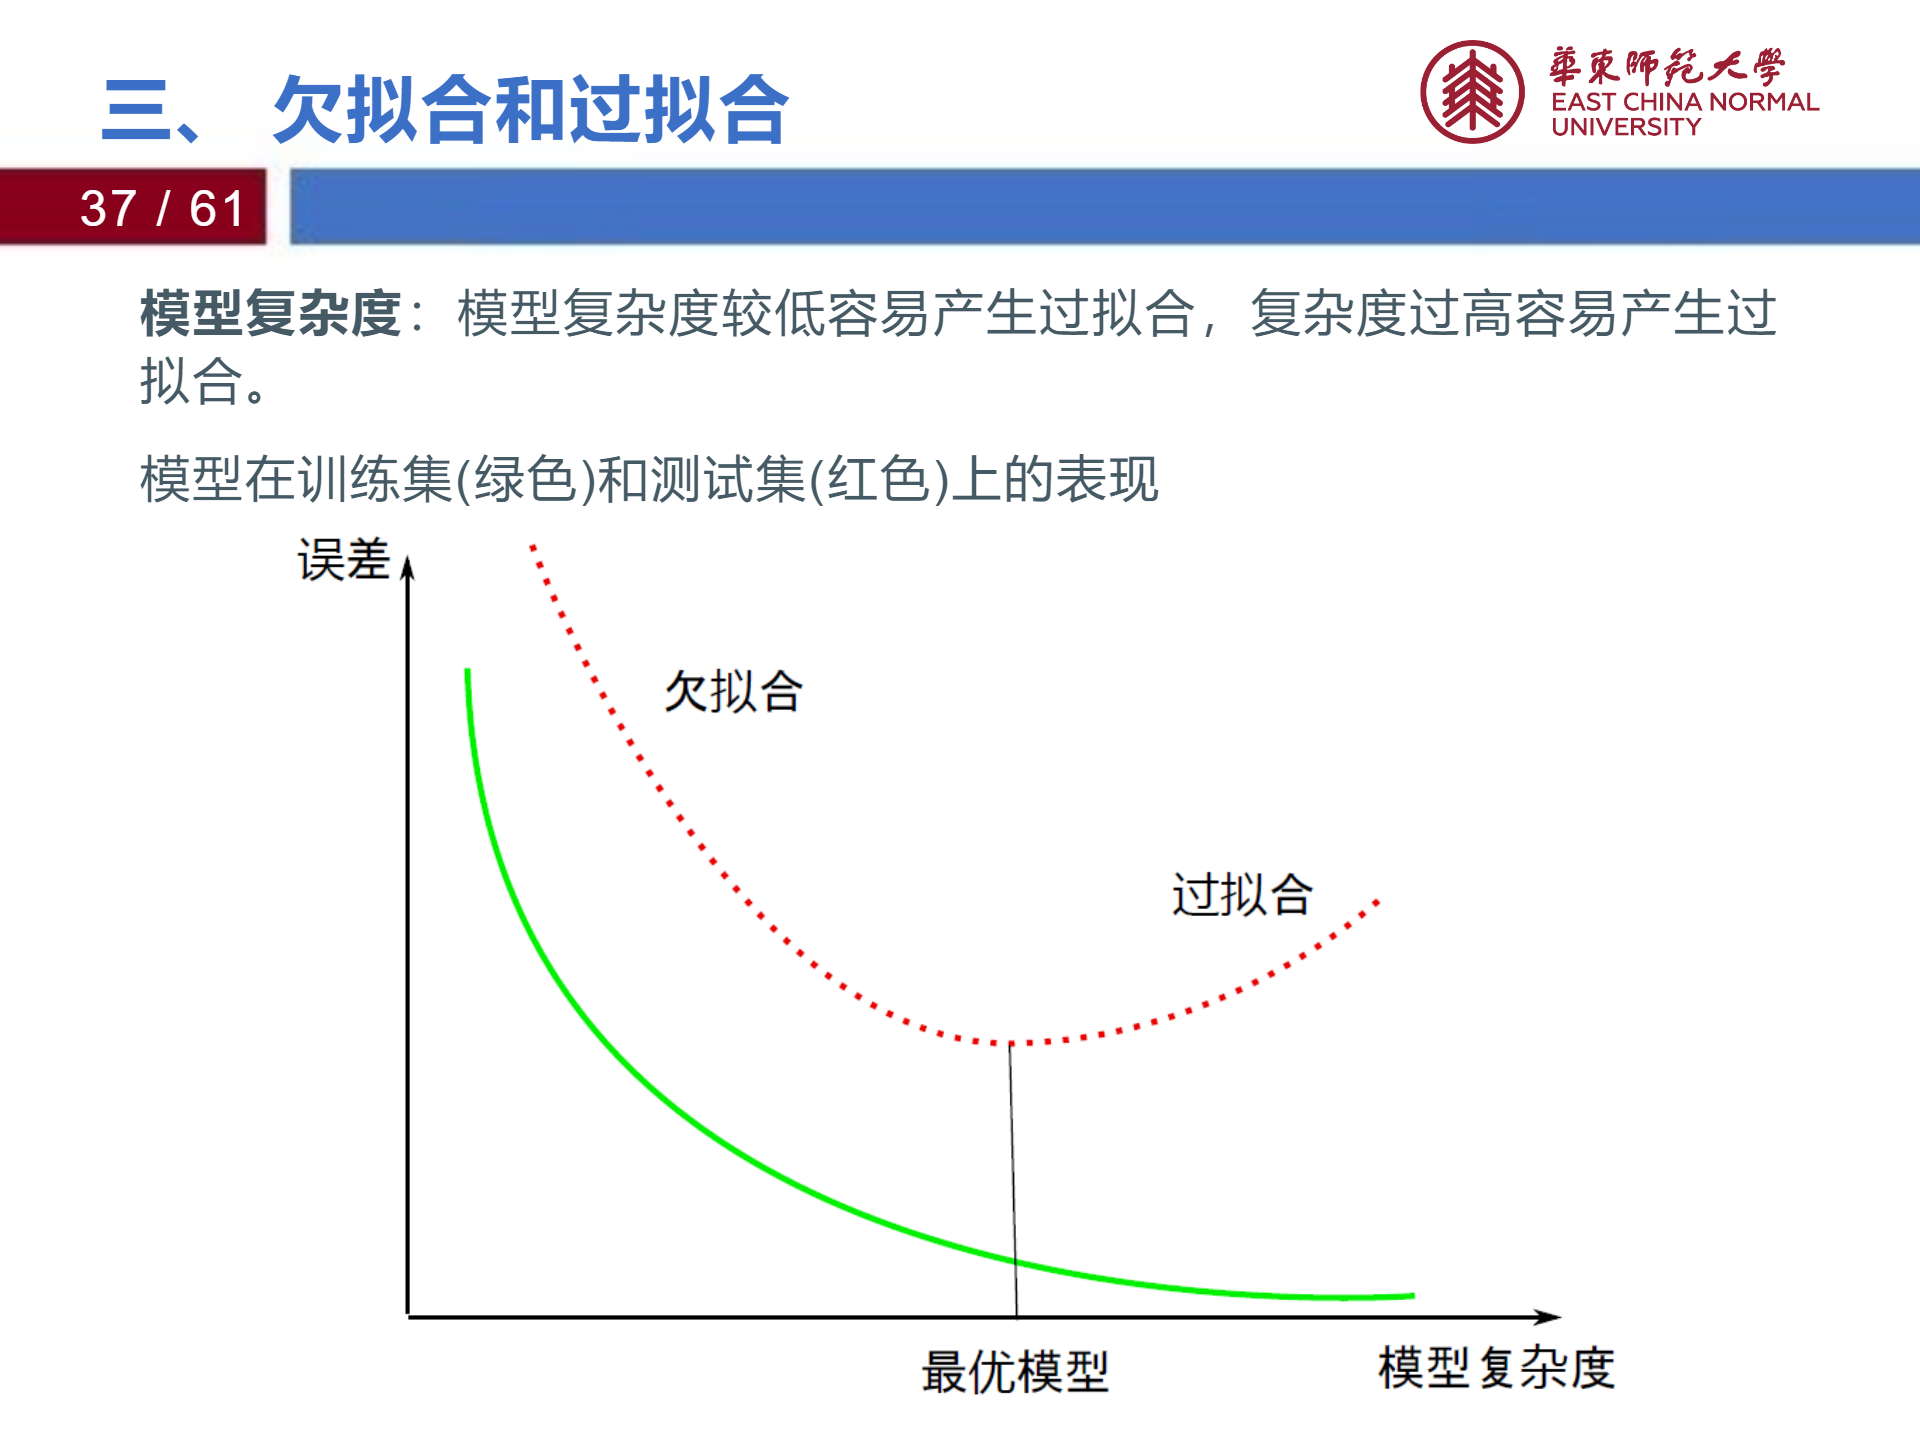 三、 欠拟合和过拟合
華東師範大學
EAST CHINA NORMAL
UNIVERSITY
37 / 61
模型复杂度：模型复杂度较低容易产生过拟合，复杂度过高容易产生过
拟合。
模型在训练集(绿色)和测试集(红色)上的表现
误差
欠拟合
过拟合
最优模型
模型复杂度